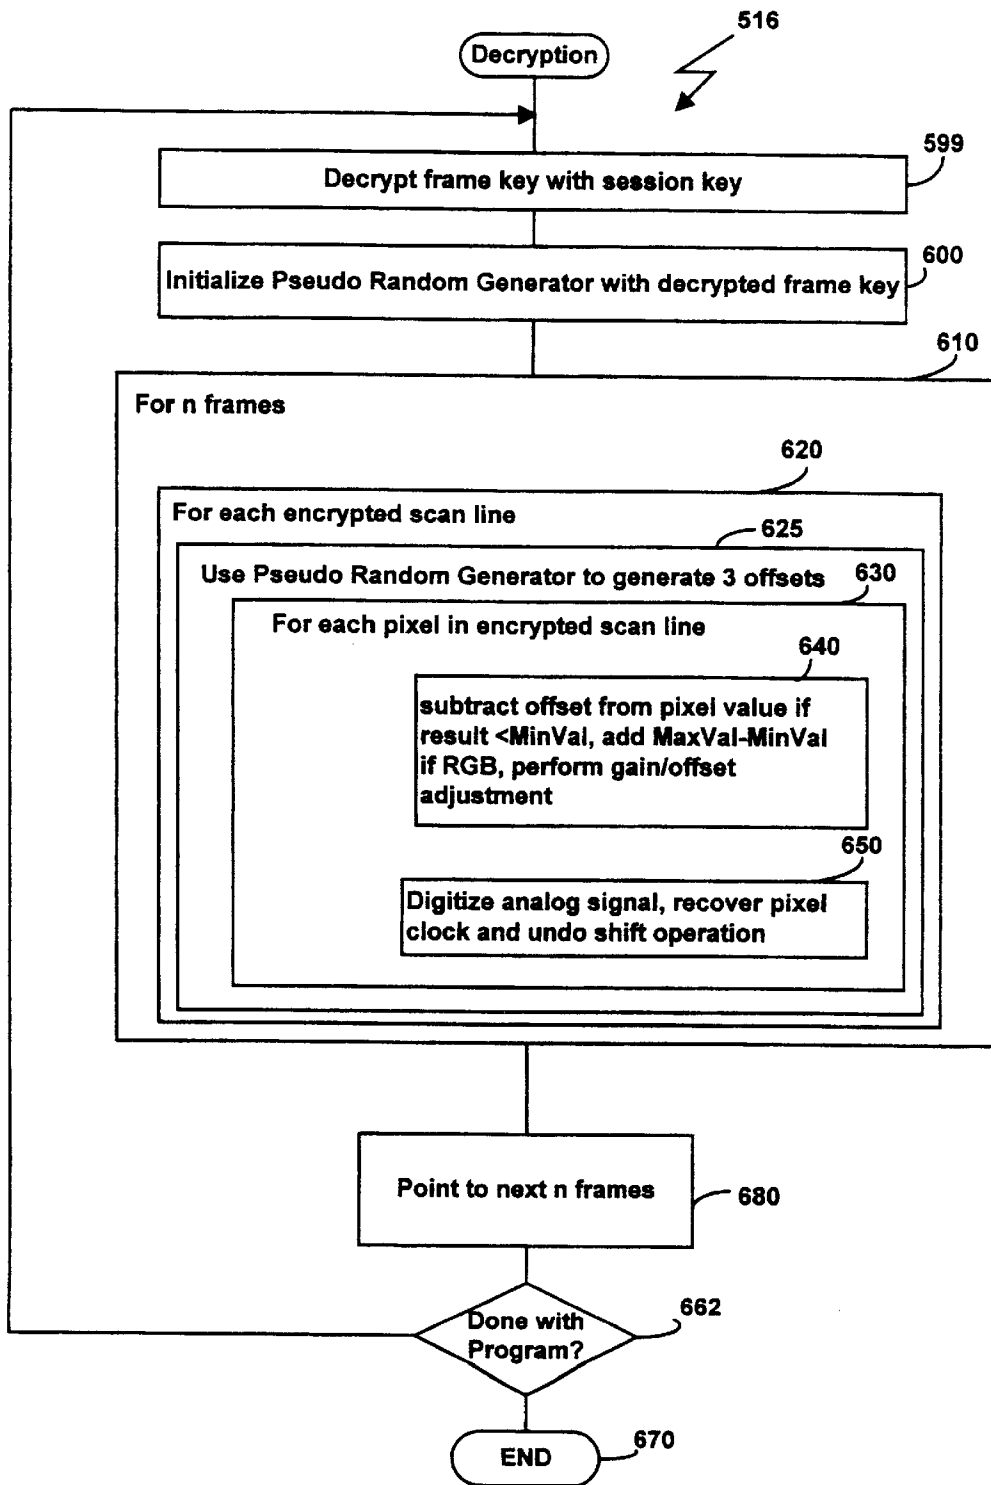 516
Decryption
599
Decrypt frame key with session key
600
Initialize Pseudo Random Generator with decrypted frame key
610
For n frames
620
For each encrypted scan line
625
Use Pseudo Random Generator to generate 3 offsets
630
For each pixel in encrypted scan line
640
subtract offset from pixel value if
result <MinVal, add MaxVal-MinVal
if RGB, perform gain/offset
adjustment
650
Digitize analog signal, recover pixel
clock and undo shift operation
Point to next n frames
680
662
Done with
Program?
670
END